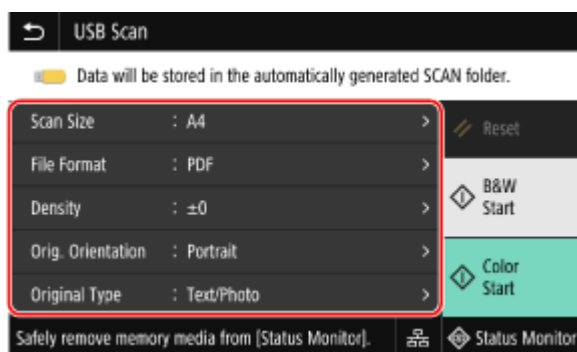 USB Scan
Data will be stored in the automatically generated SCAN folder.
Scan Size : A4 >
File Format : PDF >
Density : ±0 >
Orig. Orientation : Portrait >
Original Type : Text/Photo >
Reset
B&W
Start
Color
Start
Safely remove memory media from [Status Monitor].
Status Monitor